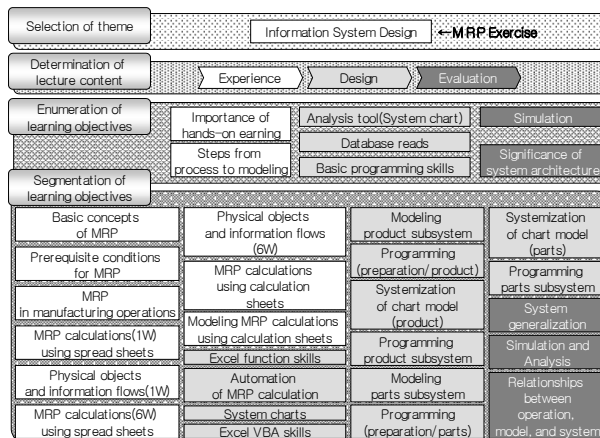 Selection of theme
Information System Design
←MRP Exercise
Determination of
lecture content
Experience
Design
Evaluation
Enumeration of
learning objectives
Importance of
hands-on earning
Steps from
process to modeling
Analysis tool(System chart)
Database reads
Basic programming skills
Simulation
Significance of
system architecture
Segmentation of
learning objectives
Basic concepts
of MRP
Prerequisite conditions
for MRP
MRP
in manufacturing operations
MRP calculations(1W)
using spread sheets
Physical objects
and information flows(1W)
MRP calculations(6W)
using spread sheets
Physical objects
and information flows
(6W)
MRP calculations
using calculation
sheets
Modeling MRP calculations
using calculation sheets
Excel function skills
Automation
of MRP calculation
System charts
Excel VBA skills
Modeling
product subsystem
Programming
(preparation/product)
Systemization
of chart model
(product)
Programming
product subsystem
Modeling
parts subsystem
Programming
(preparation/parts)
Systemization
of chart model
(parts)
Programming
parts subsystem
System
generalization
Simulation and
Analysis
Relationships
between
operation,
model, and system